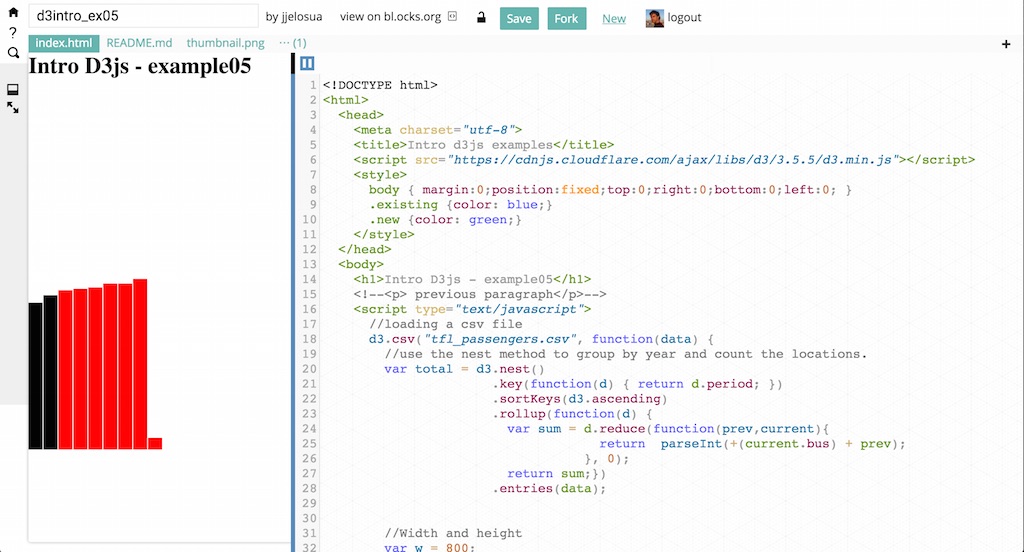 d3intro_ex05 by jjelosua view on bl.ocks.org Save Fork New logout
?
index.html README.md thumbnail.png ··· (1) +
Intro D3js - example05
1 <!DOCTYPE html>
2 <html>
3 <head>
4 <meta charset="utf-8">
5 <title>Intro d3js examples</title>
6 <script src="https://cdnjs.cloudflare.com/ajax/libs/d3/3.5.5/d3.min.js"></script>
7 <style>
8 body { margin:0;position:fixed;top:0;right:0;bottom:0;left:0; }
9 .existing {color: blue;}
10 .new {color: green;}
11 </style>
12 </head>
13 <body>
14 <h1>Intro D3js - example05</h1>
15 <!--<p> previous paragraph</p>-->
16 <script type="text/javascript">
17 //loading a csv file
18 d3.csv("tfl_passengers.csv", function(data) {
19 //use the nest method to group by year and count the locations.
20 var total = d3.nest()
21 .key(function(d) { return d.period; })
22 .sortKeys(d3.ascending)
23 .rollup(function(d) {
24 var sum = d.reduce(function(prev,current){
25 return parseInt(+(current.bus) + prev);
26 }, 0);
27 return sum;})
28 .entries(data);
29
30
31 //Width and height
32 var w = 800;